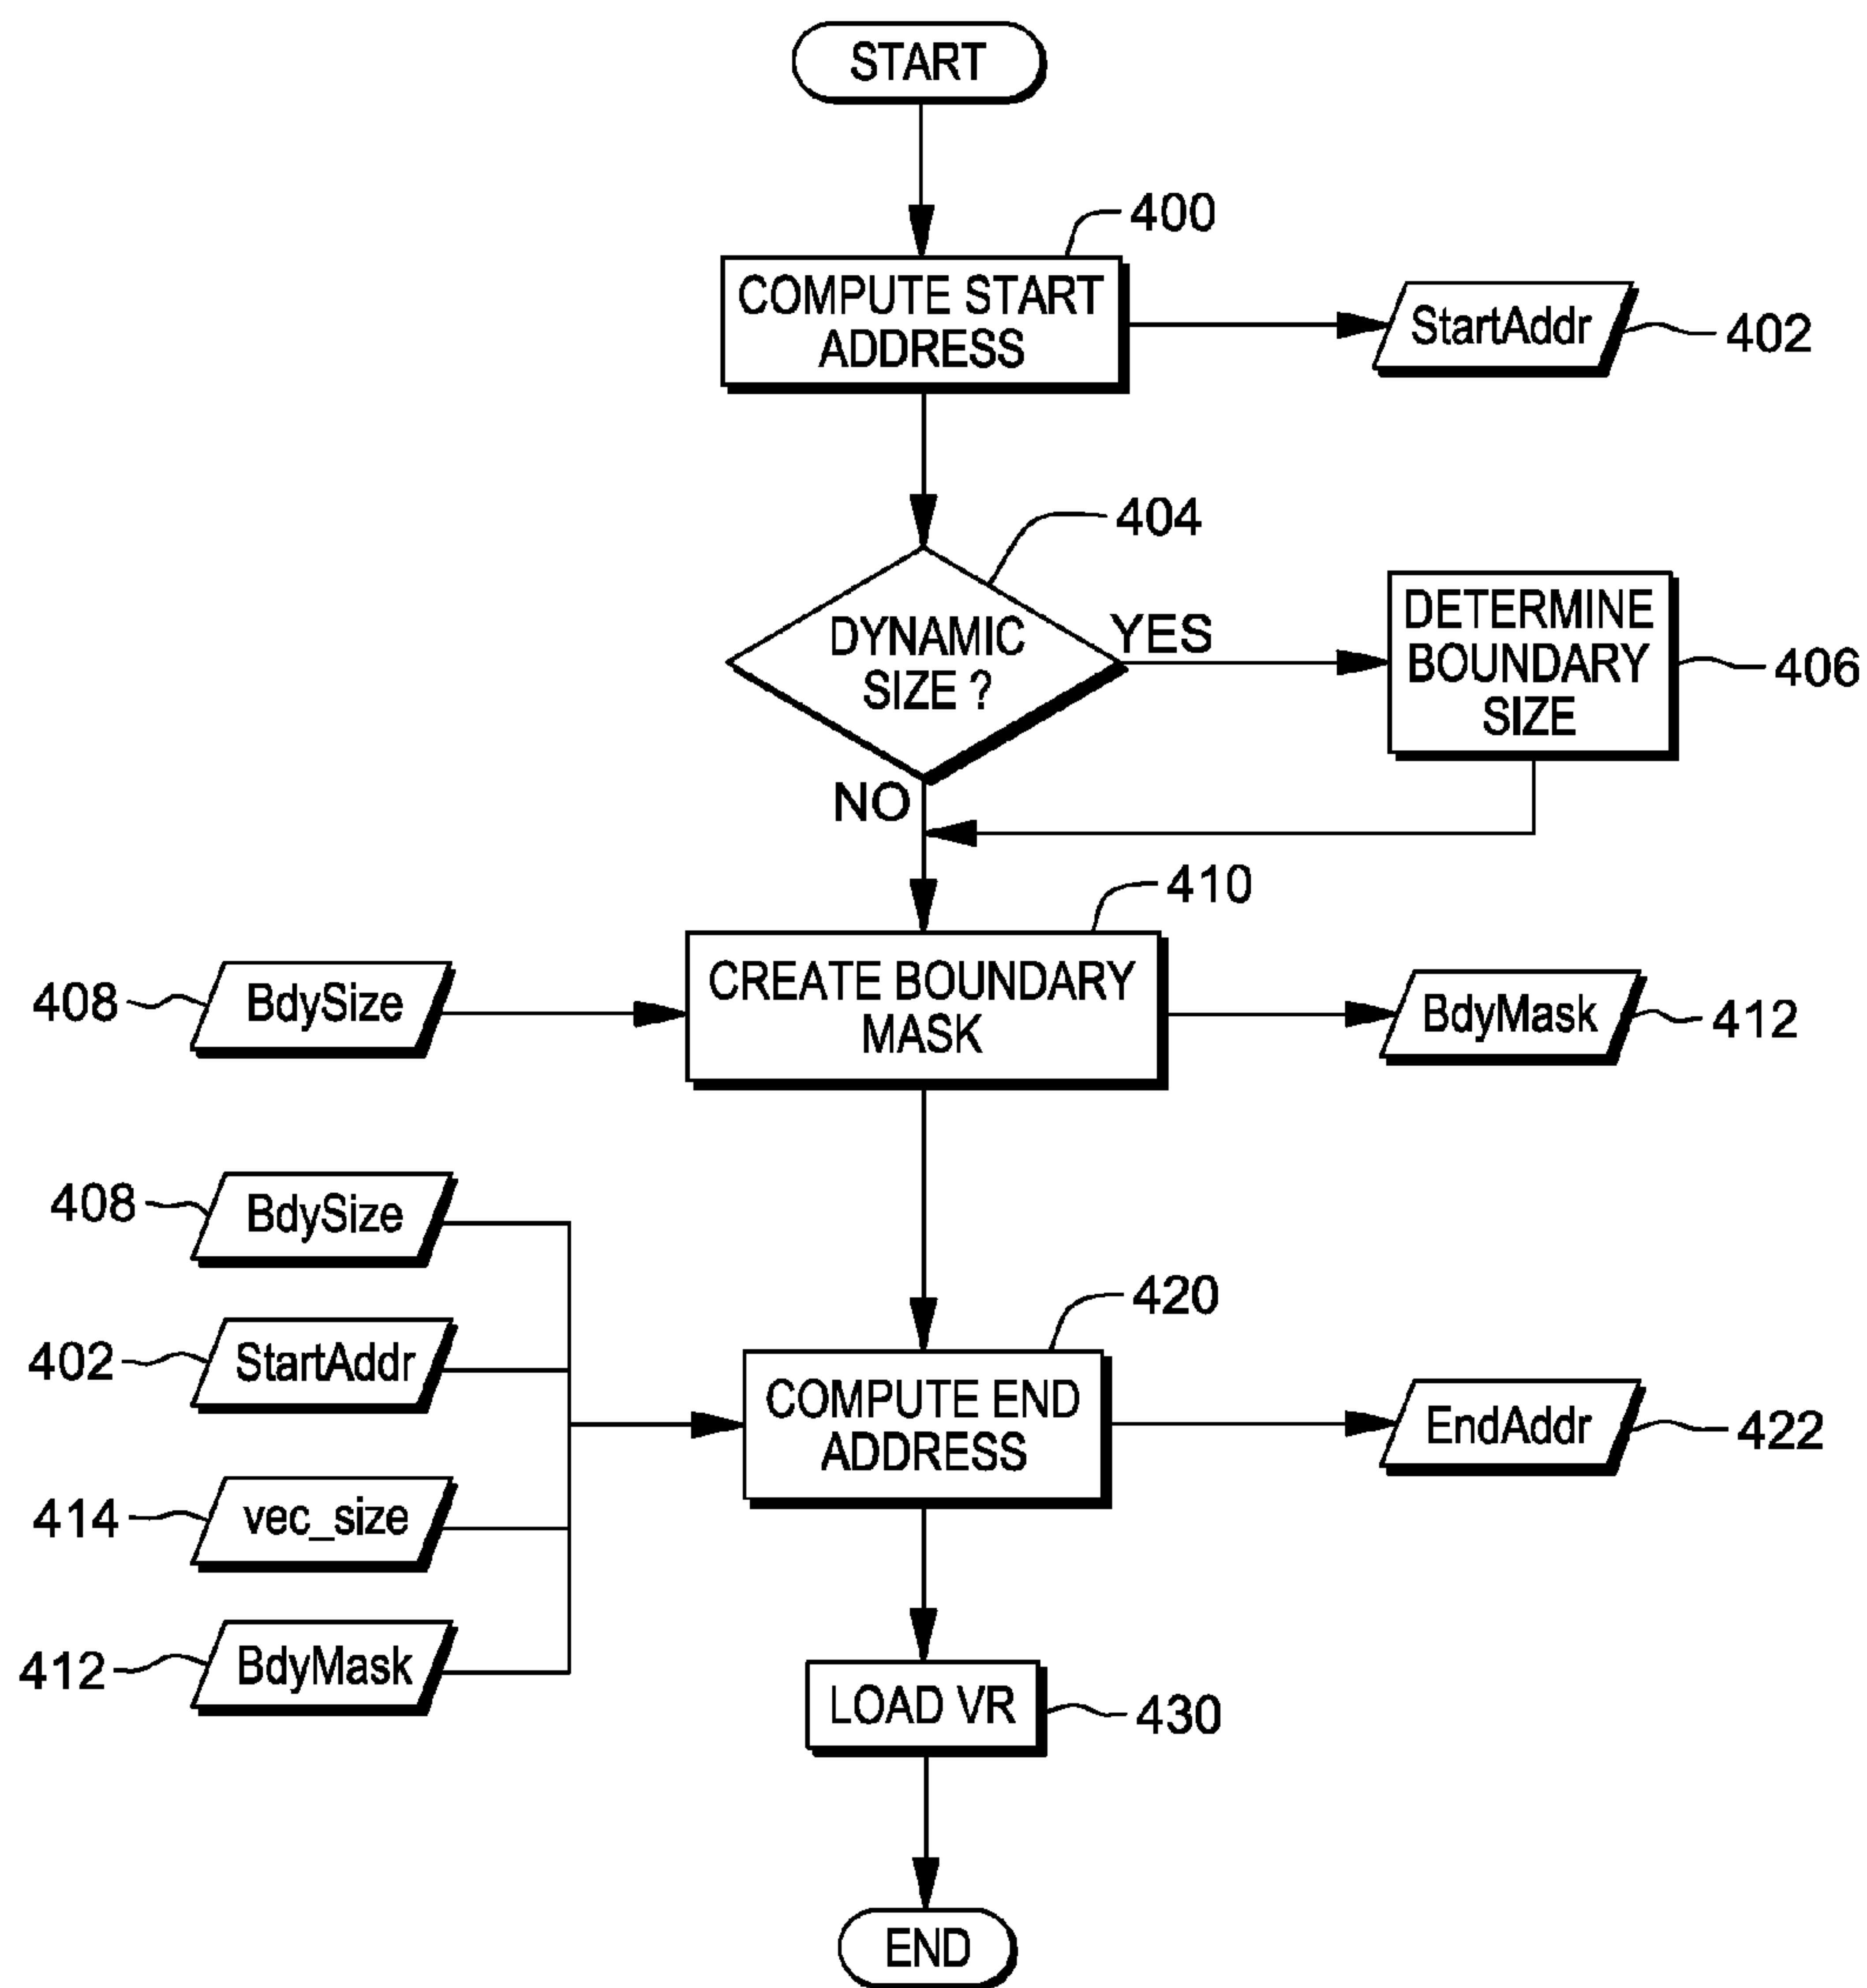 START
400
COMPUTE START
ADDRESS
StartAddr
402
404
DYNAMIC
SIZE ?
YES
DETERMINE
BOUNDARY
SIZE
406
NO
410
408
BdySize
CREATE BOUNDARY
MASK
BdyMask
412
408
BdySize
420
402
StartAddr
COMPUTE END
ADDRESS
EndAddr
422
414
vec_size
412
BdyMask
LOAD VR
430
END